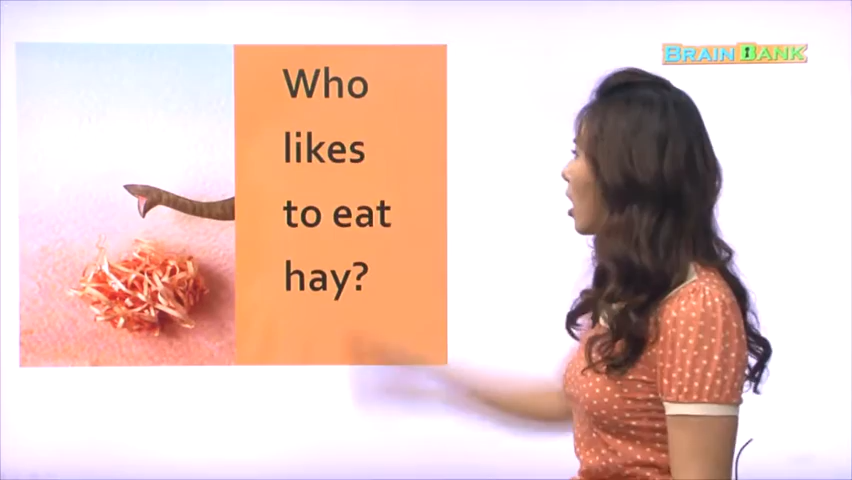 BRAIN BANK
Who
likes
to eat
hay?